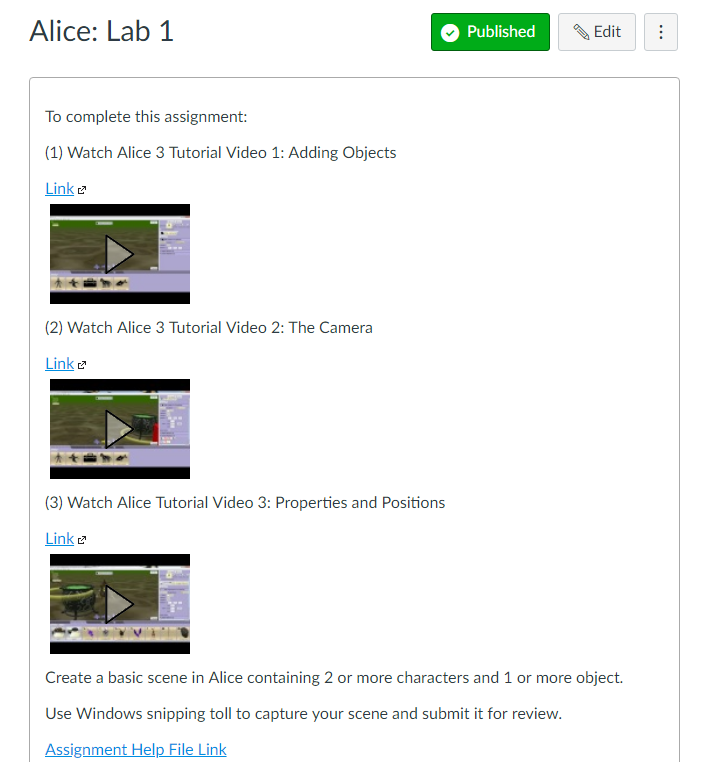 Alice: Lab 1
Published
Edit
To complete this assignment:
(1) Watch Alice 3 Tutorial Video 1: Adding Objects
Link
(2) Watch Alice 3 Tutorial Video 2: The Camera
Link
(3) Watch Alice Tutorial Video 3: Properties and Positions
Link
Create a basic scene in Alice containing 2 or more characters and 1 or more object.
Use Windows snipping toll to capture your scene and submit it for review.
Assignment Help File Link